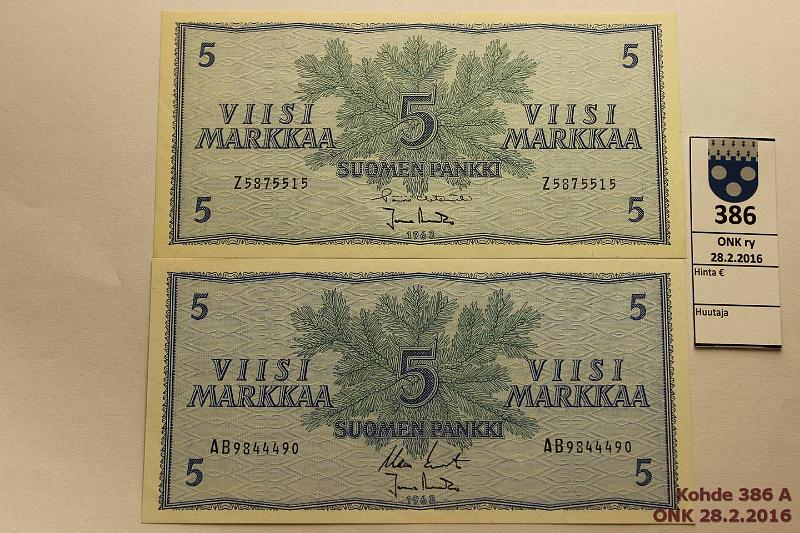 5 5
5
VIISI VIISI
MARKKAA MARKKAA
SUOMEN PANKKI
Z5875515 Z5875515
5 5
1963
5 5
5
VIISI VIISI
MARKKAA MARKKAA
SUOMEN PANKKI
AB9844490 AB9844490
5 5
1963
386
ONK ry
28.2.2016
Hinta €
Huutaja
Kohde 386 A
ONK 28.2.2016